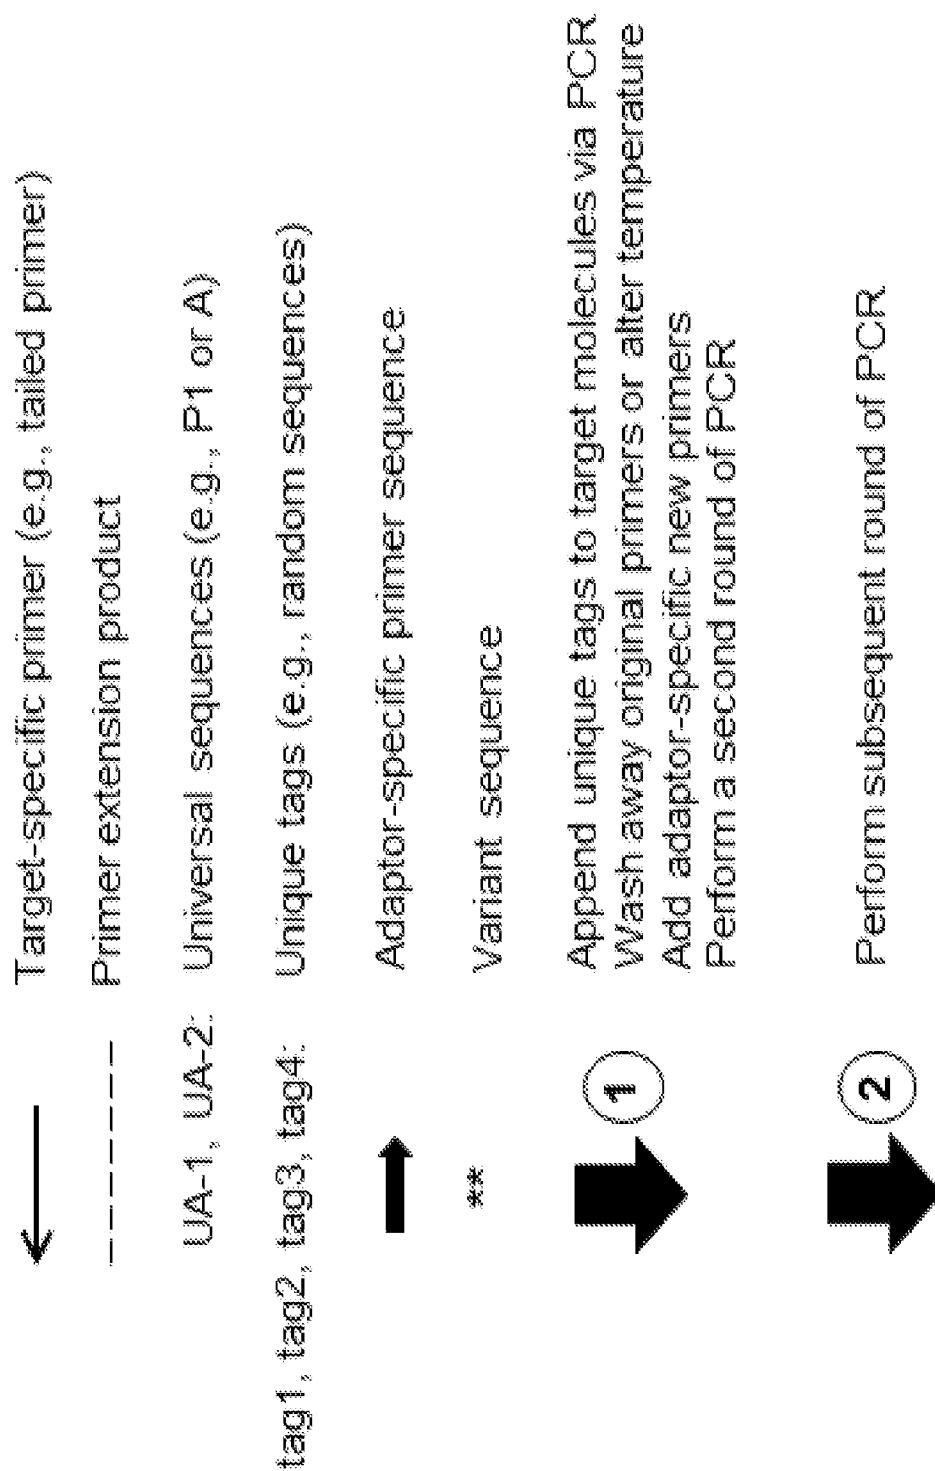 Target-specific primer (e.g., tailed primer)
Primer extension product
UA-1, UA-2: Universal sequences (e.g., P1 or A)
tag1, tag2, tag3, tag4: Unique tags (e.g., random sequences)
Adaptor-specific primer sequence
** Variant sequence
1 Append unique tags to target molecules via PCR
Wash away original primers or alter temperature
Add adaptor-specific new primers
Perform a second round of PCR
2 Perform subsequent round of PCR